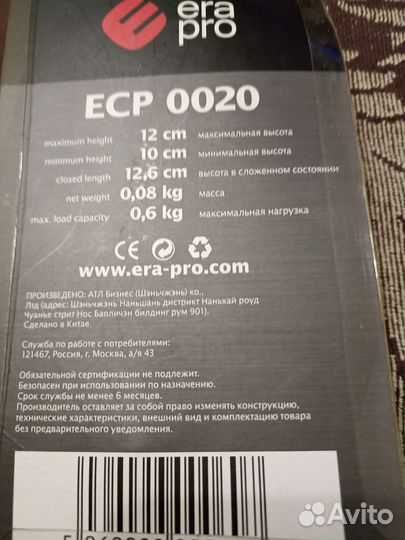 era
pro
ECP 0020
maximum height 12 cm максимальная высота
minimum height 10 cm минимальная высота
closed length 12,6 cm высота в сложенном состоянии
net weight 0,08 kg масса
max. load capacity 0,6 kg максимальная нагрузка
CE
www.era-pro.com
ПРОИЗВЕДЕНО: АТЛ Бизнес (Шэньчжэнь) ко.,
Лтд (адрес: Шэньчжэнь Наньшань дистрикт Наньхай роуд
Чуанье стрит Нос Баоличэн билдинг рум 901).
Сделано в Китае.
Служба по работе с потребителями:
121467, Россия, г. Москва, а/я 43
Обязательной сертификации не подлежит.
Безопасен при использовании по назначению.
Срок службы не менее 6 месяцев.
Производитель оставляет за собой право изменять конструкцию,
технические характеристики, внешний вид и комплектацию товара
без предварительного уведомления.
Avito